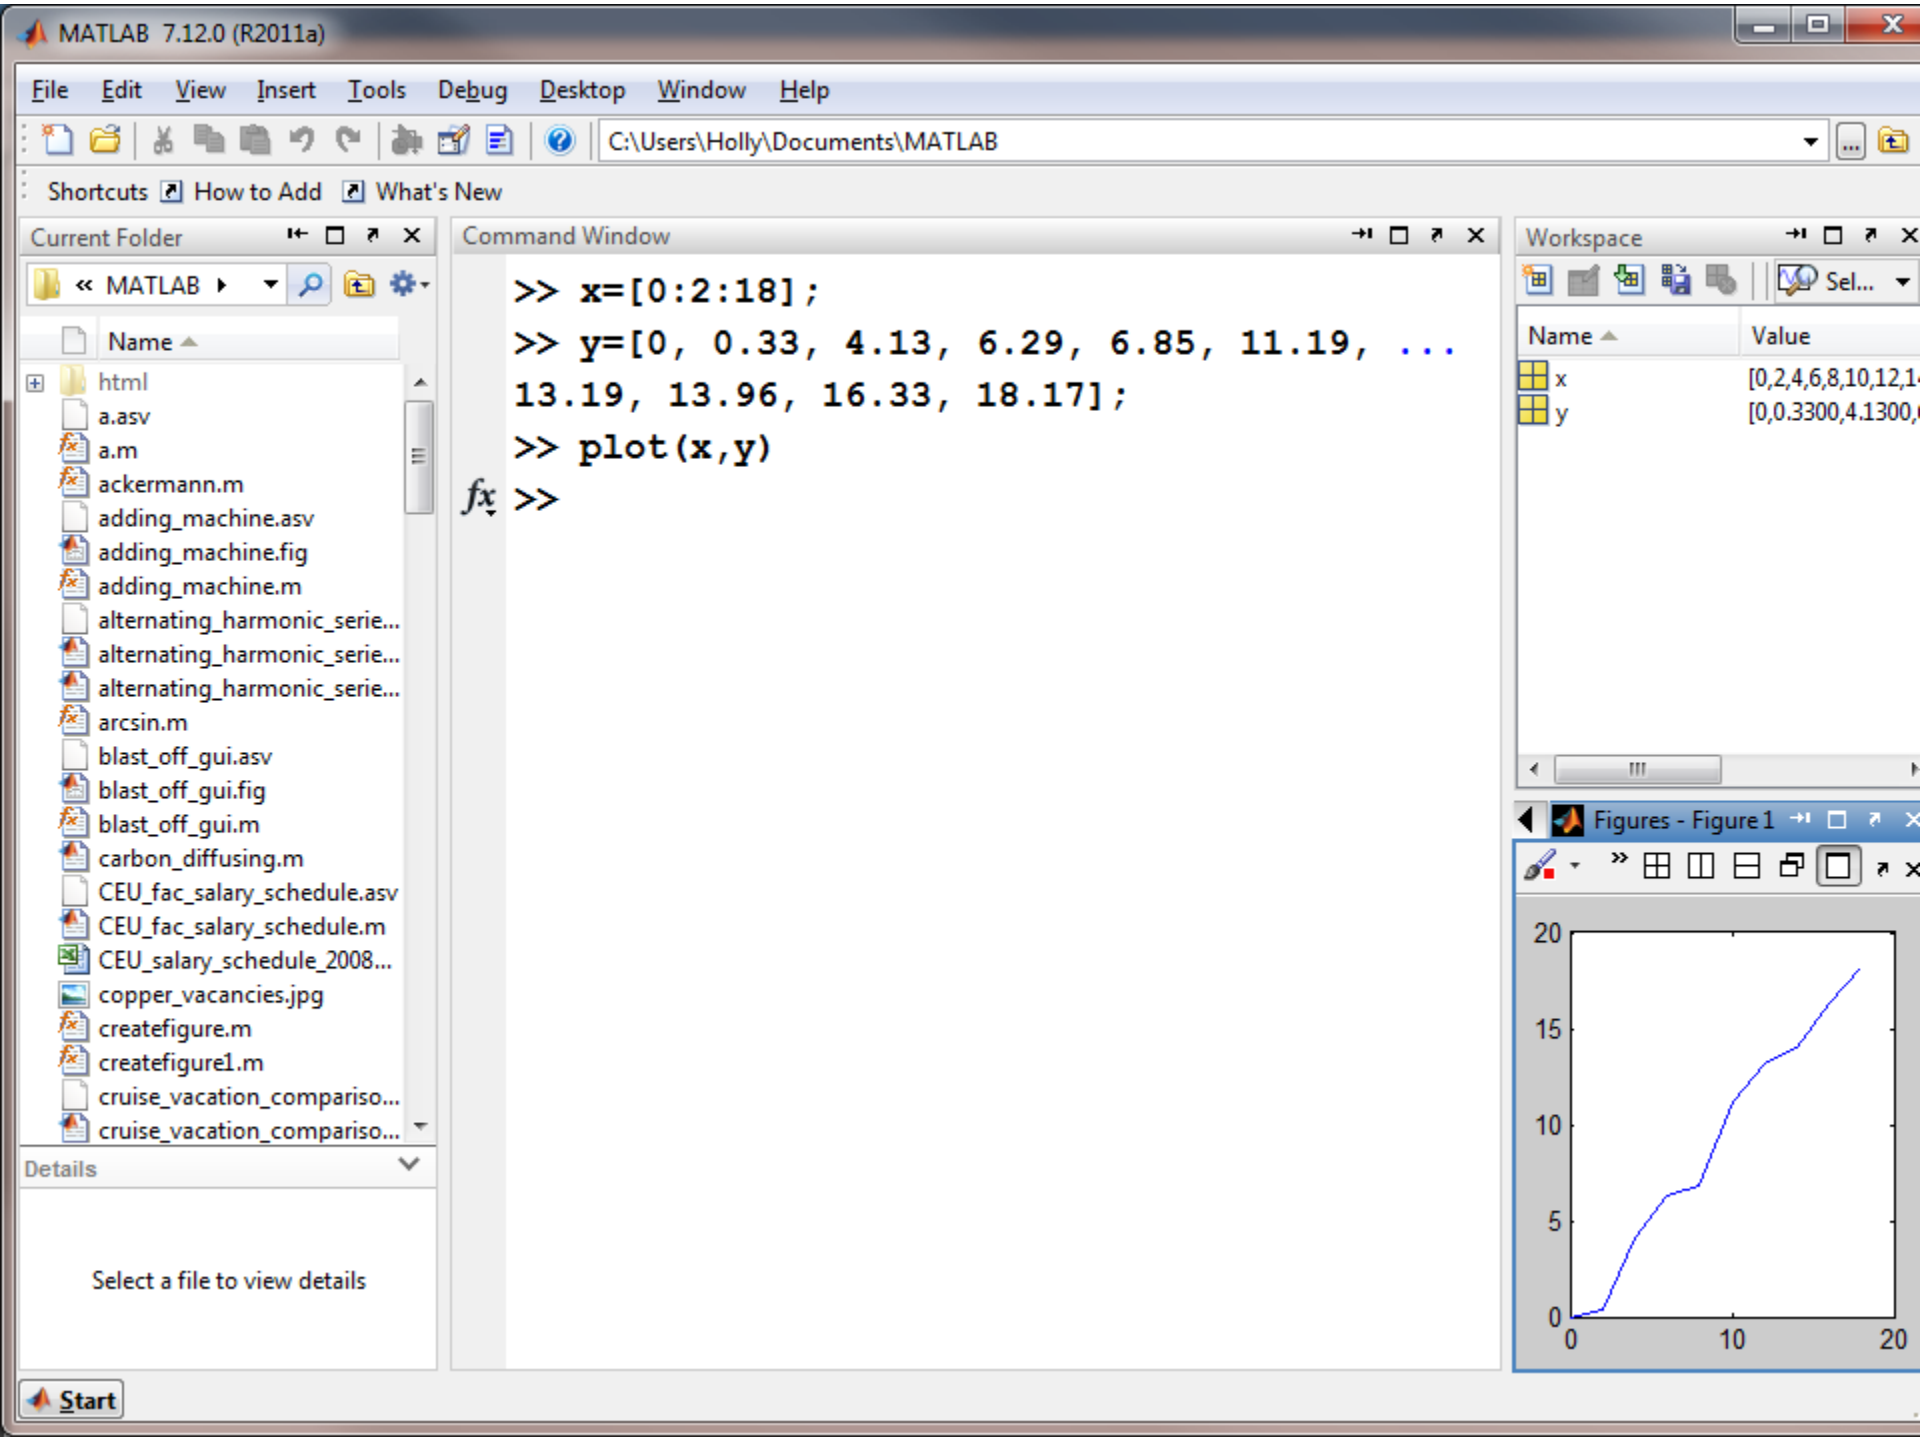 MATLAB 7.12.0 (R2011a)
File Edit View Insert Tools Debug Desktop Window Help
C:\Users\Holly\Documents\MATLAB
...
Shortcuts How to Add What's New
Current Folder
« MATLAB
Name
html
a.asv
a.m
ackermann.m
adding_machine.asv
adding_machine.fig
adding_machine.m
alternating_harmonic_serie...
alternating_harmonic_serie...
alternating_harmonic_serie...
arcsin.m
blast_off_gui.asv
blast_off_gui.fig
blast_off_gui.m
carbon_diffusing.m
CEU_fac_salary_schedule.asv
CEU_fac_salary_schedule.m
CEU_salary_schedule_2008...
copper_vacancies.jpg
createfigure.m
createfigure1.m
cruise_vacation_compariso...
cruise_vacation_compariso...
Details
Select a file to view details
Start
Command Window
>> x=[0:2:18];
>> y=[0, 0.33, 4.13, 6.29, 6.85, 11.19, ...
13.19, 13.96, 16.33, 18.17];
>> plot(x,y)
fx >>
Workspace
Sel...
Name Value
x [0,2,4,6,8,10,12,14
y [0,0.3300,4.1300,
Figures - Figure 1
»
20
15
10
5
0
0 10 20